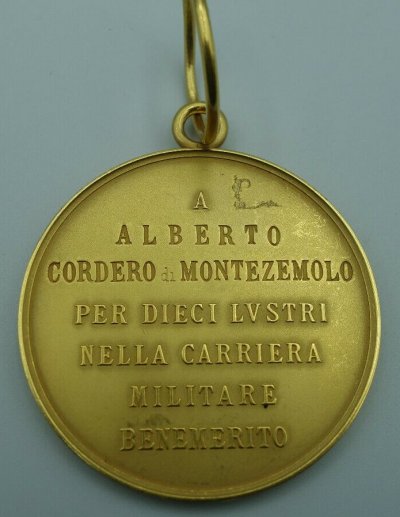 A
ALBERTO
CORDERO di MONTEZEMOLO
PER DIECI LVSTRI
NELLA CARRIERA
MILITARE
BENEMERITO